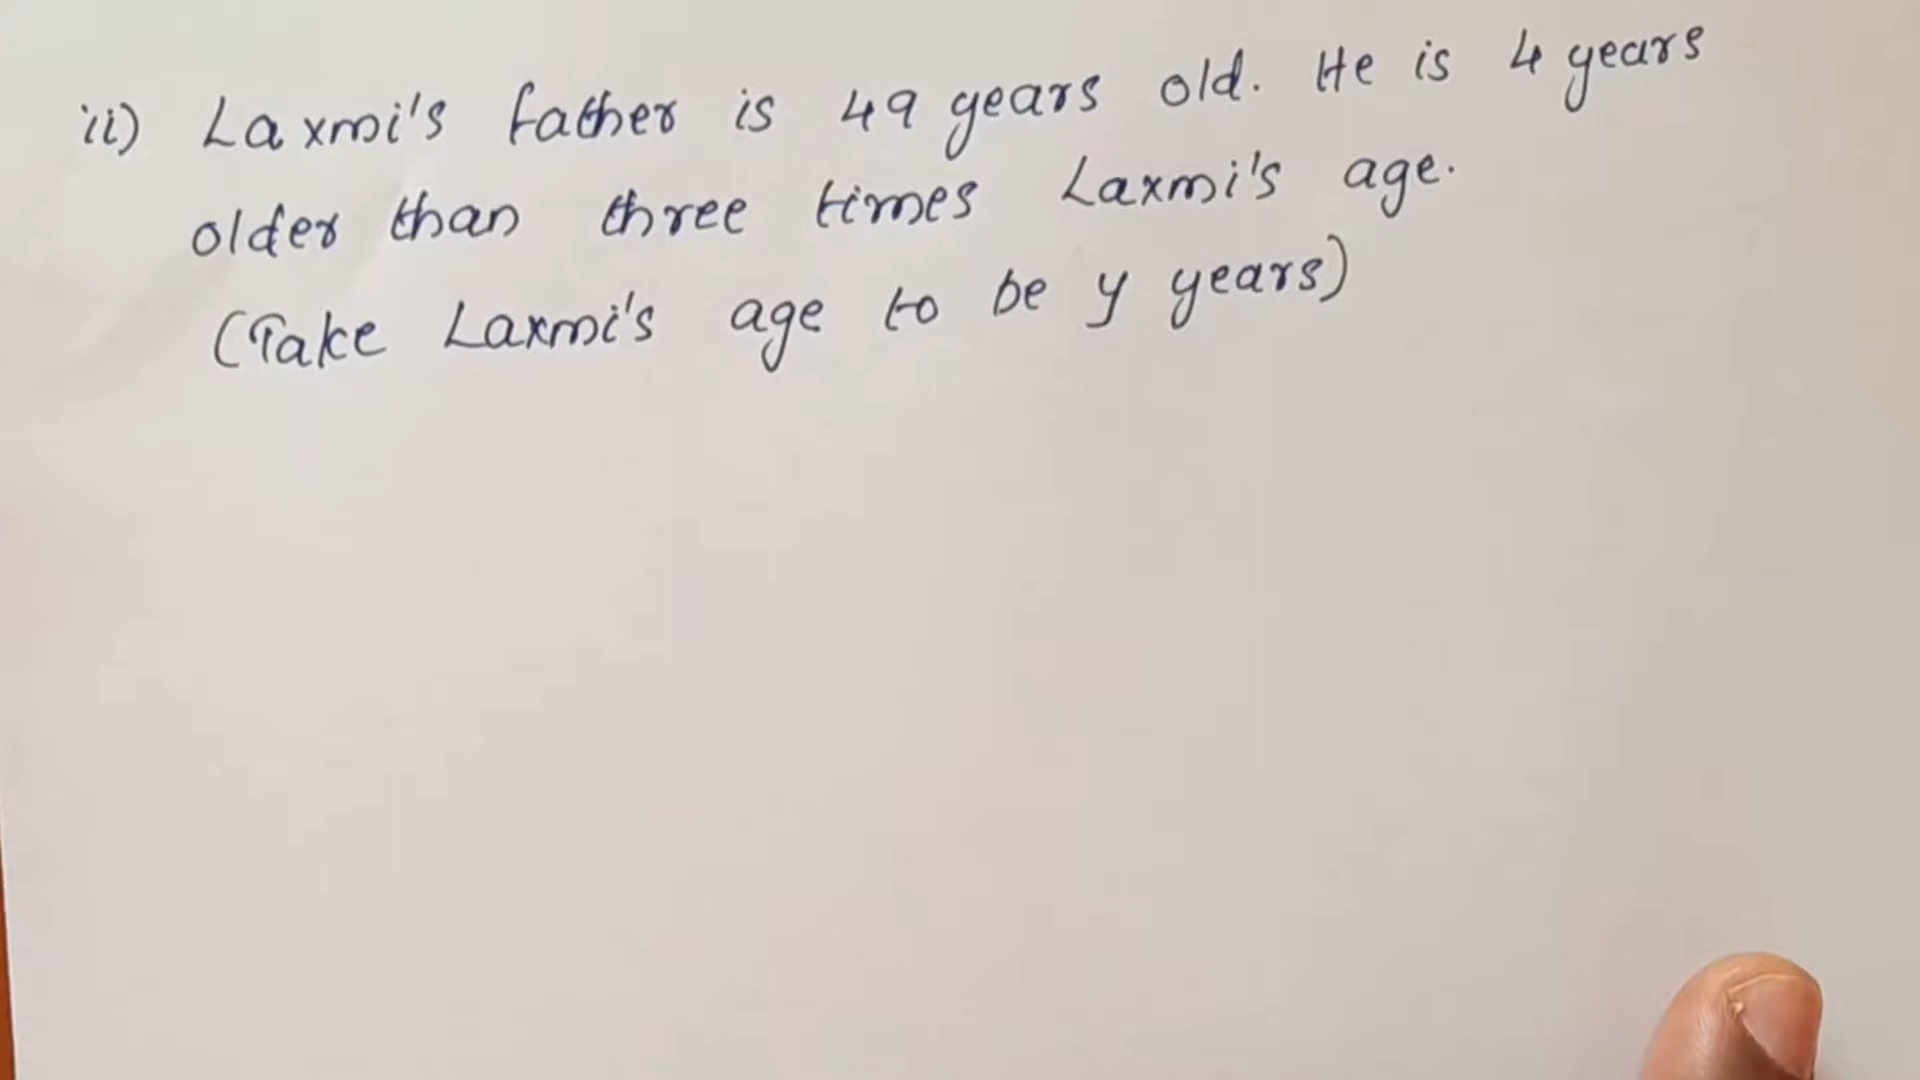 ii) Laxmi's father is 49 years old. He is 4 years
older than three times Laxmi's age.
(Take Laxmi's age to be y years)